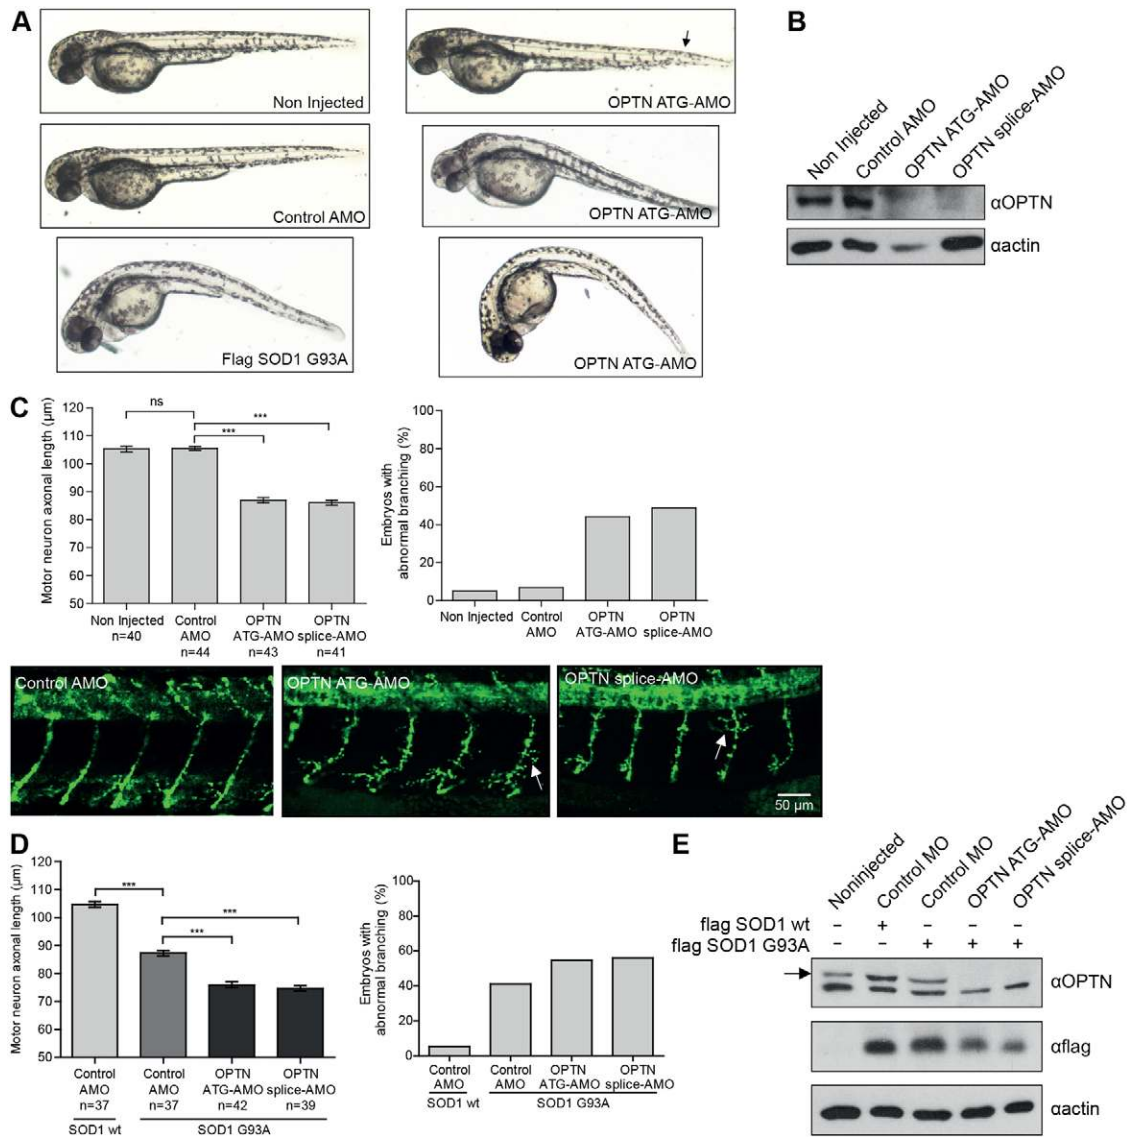 A
Non Injected
OPTN ATG-AMO
Control AMO
OPTN ATG-AMO
Flag SOD1 G93A
OPTN ATG-AMO
B
Non Injected
Control AMO
OPTN ATG-AMO
OPTN splice-AMO
αOPTN
αactin
C
Motor neuron axonal length (µm)
120
110
100
90
80
70
60
50
ns
***
***
Non Injected
n=40
Control
AMO
n=44
OPTN
ATG-AMO
n=43
OPTN
splice-AMO
n=41
Embryos with
abnormal branching (%)
100
80
60
40
20
0
Non Injected
Control
AMO
OPTN
ATG-AMO
OPTN
splice-AMO
Control AMO
OPTN ATG-AMO
OPTN splice-AMO
50 µm
D
Motor neuron axonal length (µm)
120
110
100
90
80
70
60
50
***
***
***
Control
AMO
n=37
Control
AMO
n=37
OPTN
ATG-AMO
n=42
OPTN
splice-AMO
n=39
SOD1 wt
SOD1 G93A
Embryos with
abnormal branching (%)
100
80
60
40
20
0
Control
AMO
Control
AMO
OPTN
ATG-AMO
OPTN
splice-AMO
SOD1 wt
SOD1 G93A
E
Noninjected
Control MO
Control MO
OPTN ATG-AMO
OPTN splice-AMO
flag SOD1 wt - + - - -
flag SOD1 G93A - - + + +
αOPTN
αflag
αactin